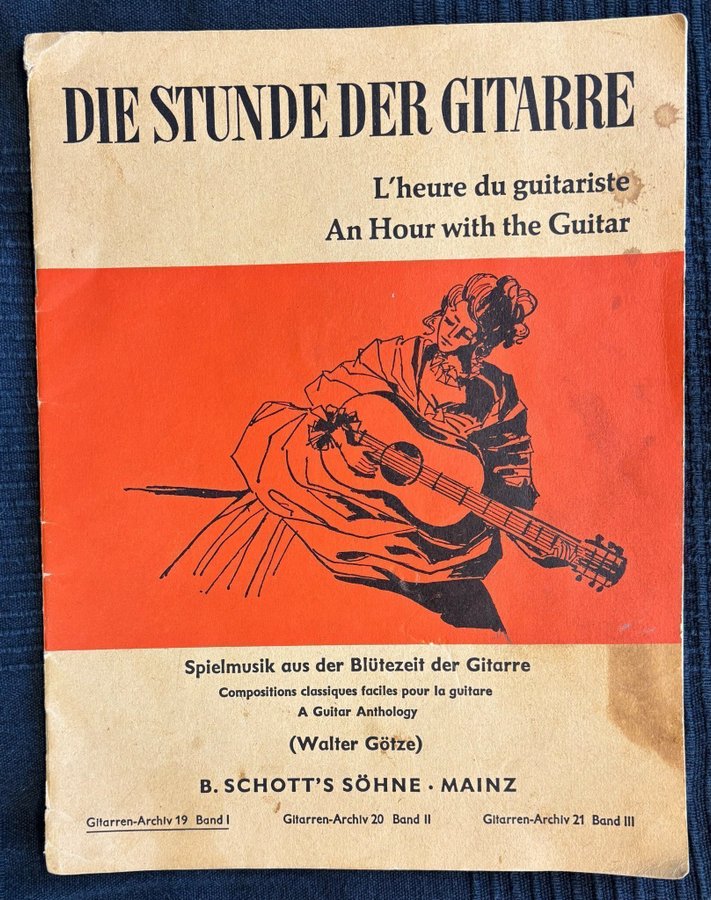 DIE STUNDE DER GITARRE
L'heure du guitariste
An Hour with the Guitar
Spielmusik aus der Blütezeit der Gitarre
Compositions classiques faciles pour la guitare
A Guitar Anthology
(Walter Götze)
B. SCHOTT'S SÖHNE · MAINZ
Gitarren-Archiv 19 Band I Gitarren-Archiv 20 Band II Gitarren-Archiv 21 Band III